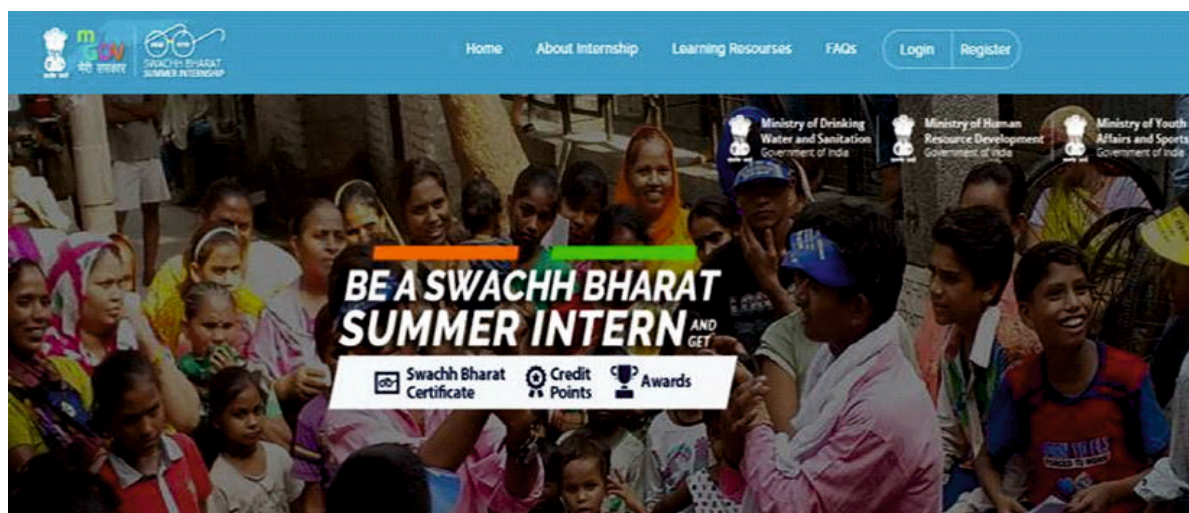 my
GOV
मेरी सरकार
SWACHH BHARAT
SUMMER INTERNSHIP
Home About Internship Learning Resourses FAQs Login Register
Ministry of Drinking
Water and Sanitation
Government of India
Ministry of Human
Resource Development
Government of India
Ministry of Youth
Affairs and Sports
Government of India
BE A SWACHH BHARAT
SUMMER INTERN AND
GET
Swachh Bharat
Certificate
Credit
Points
Awards